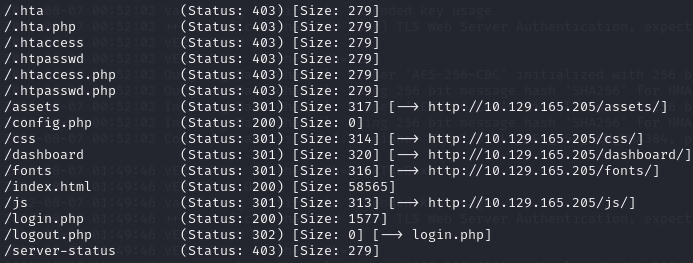 /.hta (Status: 403) [Size: 279]
/.hta.php (Status: 403) [Size: 279]
/.htaccess (Status: 403) [Size: 279]
/.htpasswd (Status: 403) [Size: 279]
/.htaccess.php (Status: 403) [Size: 279]
/.htpasswd.php (Status: 403) [Size: 279]
/assets (Status: 301) [Size: 317] [--> http://10.129.165.205/assets/]
/config.php (Status: 200) [Size: 0]
/css (Status: 301) [Size: 314] [--> http://10.129.165.205/css/]
/dashboard (Status: 301) [Size: 320] [--> http://10.129.165.205/dashboard/]
/fonts (Status: 301) [Size: 316] [--> http://10.129.165.205/fonts/]
/index.html (Status: 200) [Size: 58565]
/js (Status: 301) [Size: 313] [--> http://10.129.165.205/js/]
/login.php (Status: 200) [Size: 1577]
/logout.php (Status: 302) [Size: 0] [--> login.php]
/server-status (Status: 403) [Size: 279]